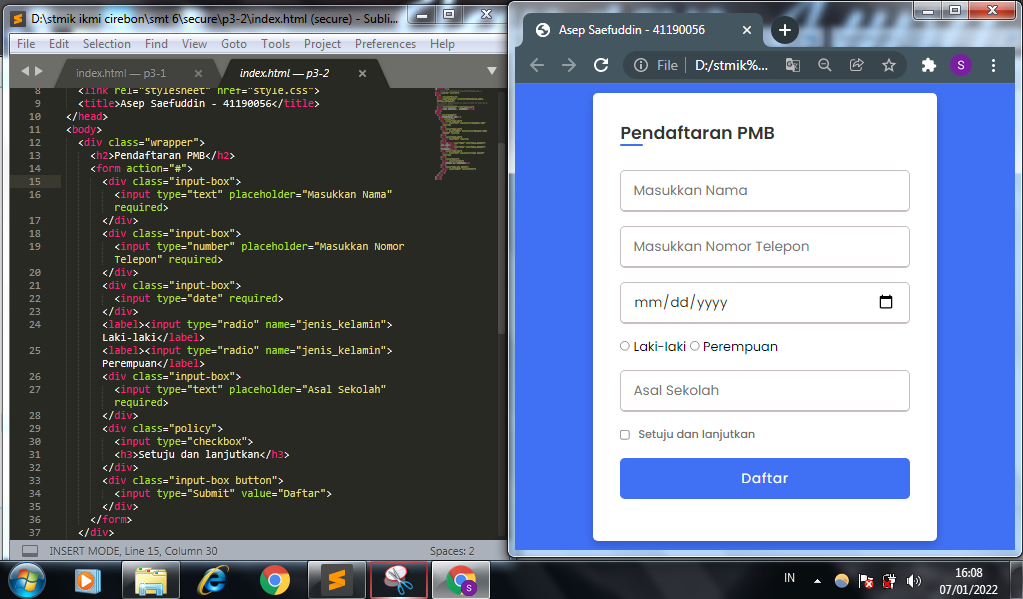 D:\stmik ikmi cirebon\smt 6\secure\p3-2\index.html (secure) - Subli...
File Edit Selection Find View Goto Tools Project Preferences Help
index.html — p3-1 index.html — p3-2
8 <link rel="stylesheet" href="style.css">
9 <title>Asep Saefuddin - 41190056</title>
10 </head>
11 <body>
12 <div class="wrapper">
13 <h2>Pendaftaran PMB</h2>
14 <form action="#">
15 <div class="input-box">
16 <input type="text" placeholder="Masukkan Nama"
required>
17 </div>
18 <div class="input-box">
19 <input type="number" placeholder="Masukkan Nomor
Telepon" required>
20 </div>
21 <div class="input-box">
22 <input type="date" required>
23 </div>
24 <label><input type="radio" name="jenis_kelamin">
Laki-laki</label>
25 <label><input type="radio" name="jenis_kelamin">
Perempuan</label>
26 <div class="input-box">
27 <input type="text" placeholder="Asal Sekolah"
required>
28 </div>
29 <div class="policy">
30 <input type="checkbox">
31 <h3>Setuju dan lanjutkan</h3>
32 </div>
33 <div class="input-box button">
34 <input type="Submit" value="Daftar">
35 </div>
36 </form>
37 </div>
INSERT MODE, Line 15, Column 30 Spaces: 2
Asep Saefuddin - 41190056
File D:/stmik%... S
Pendaftaran PMB
Masukkan Nama
Masukkan Nomor Telepon
mm/dd/yyyy
Laki-laki Perempuan
Asal Sekolah
Setuju dan lanjutkan
Daftar
S
IN
16:08
07/01/2022